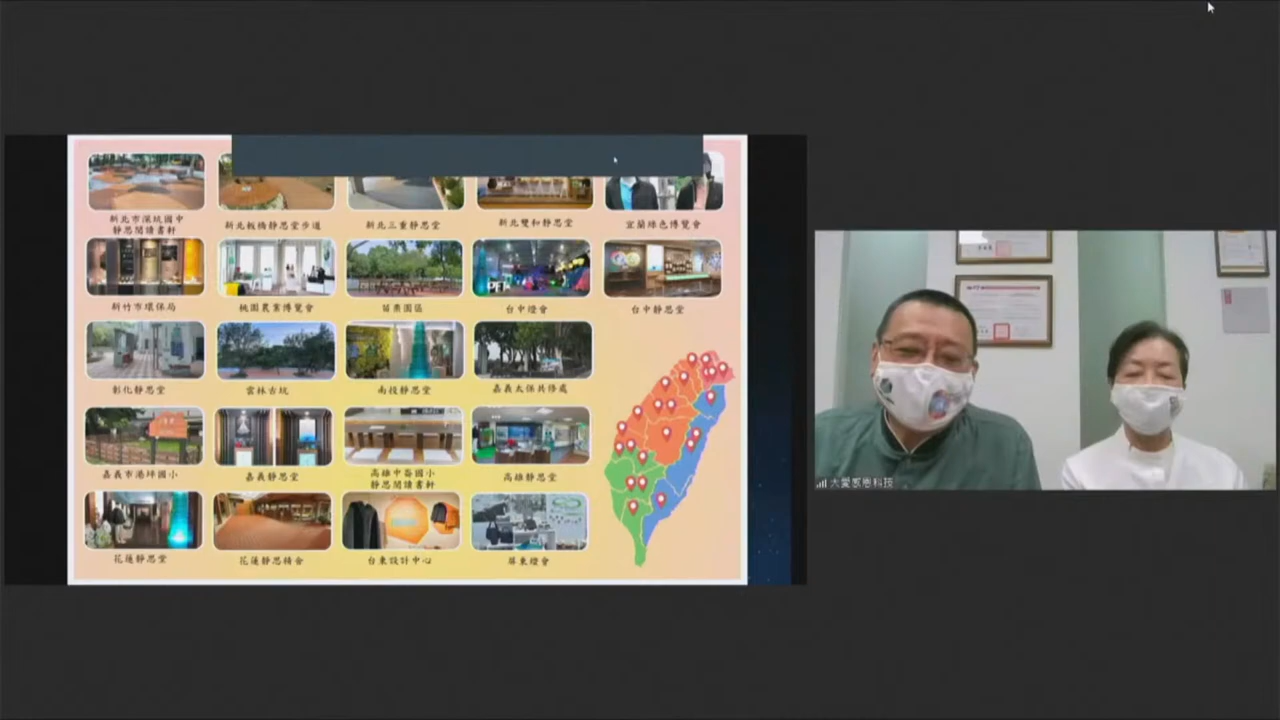 新北市深坑國中
靜思閱讀書軒
新北板橋靜思堂步道
新北三重靜思堂
新北雙和靜思堂
宜蘭綠色博覽會
新竹市環保局
桃園農業博覽會
苗栗園區
台中燈會
台中靜思堂
彰化靜思堂
雲林古坑
南投靜思堂
嘉義太保共修處
嘉義市港坪國小
嘉義靜思堂
高雄中崙國小
靜思閱讀書軒
高雄靜思堂
花蓮靜思堂
花蓮靜思精舍
台東設計中心
屏東燈會
大愛感恩科技